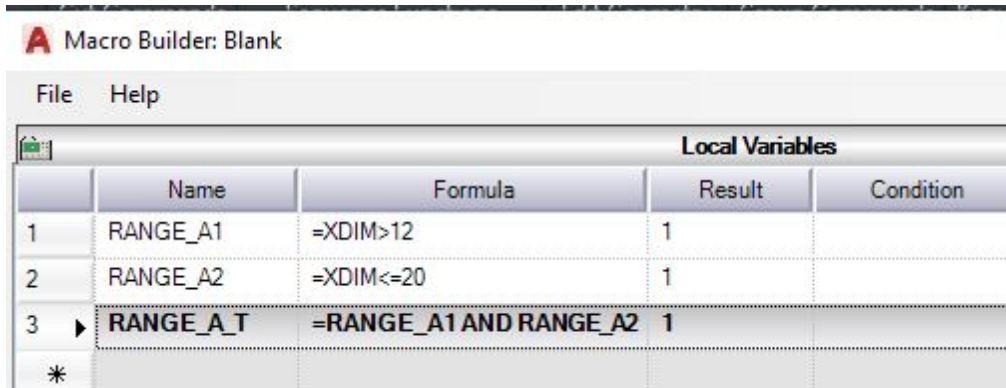 Macro Builder: Blank
File Help
Local Variables
Name Formula Result Condition
1 RANGE_A1 =XDIM>12 1
2 RANGE_A2 =XDIM<=20 1
3 RANGE_A_T =RANGE_A1 AND RANGE_A2 1